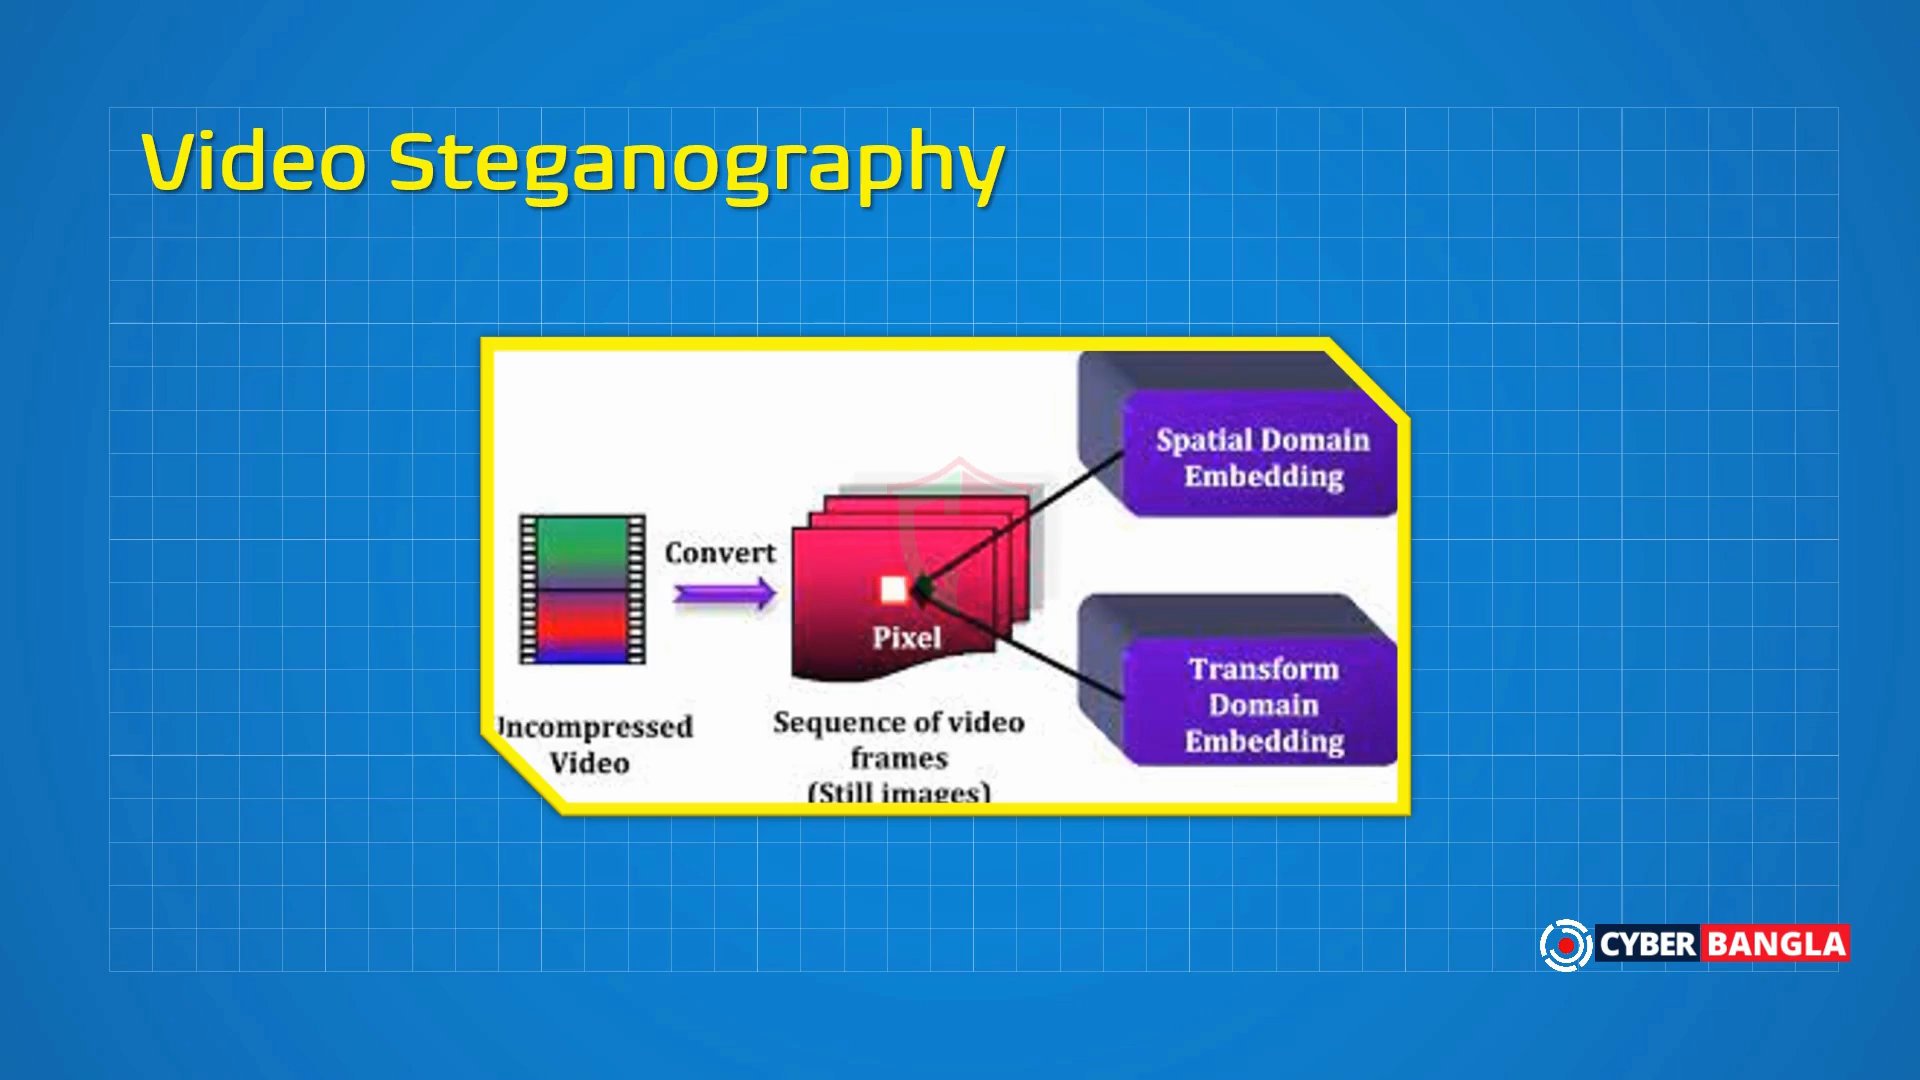 Video Steganography
Spatial Domain
Embedding
Convert
Pixel
Transform
Domain
Embedding
Uncompressed
Video
Sequence of video
frames
(Still images)
CYBER BANGLA